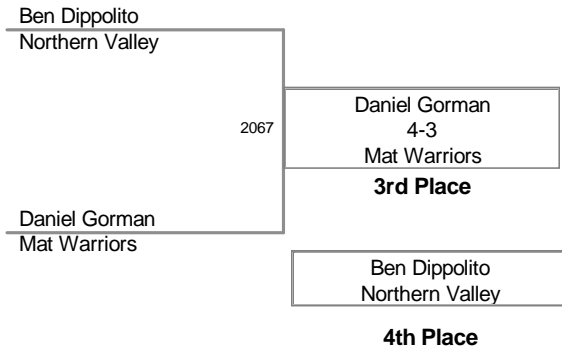 Ben Dippolito
Northern Valley
2067
Daniel Gorman
4-3
Mat Warriors
3rd Place
Daniel Gorman
Mat Warriors
Ben Dippolito
Northern Valley
4th Place